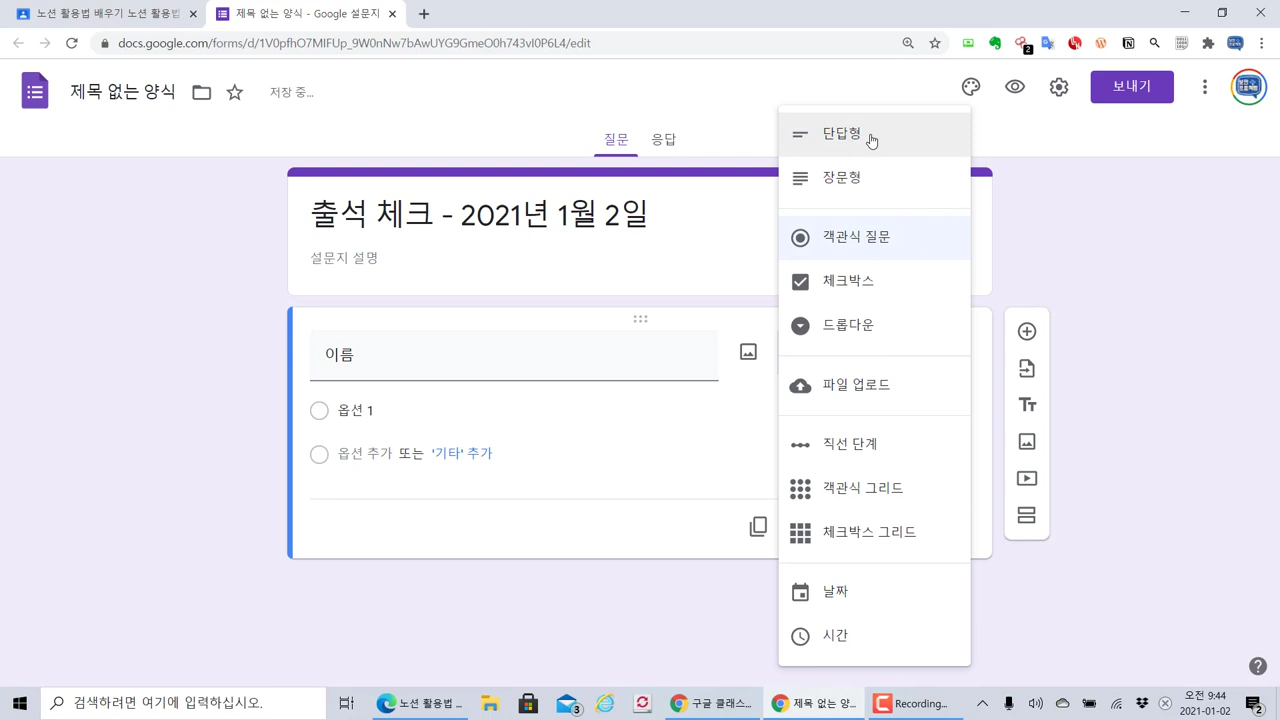 노션 활용법 배우기 노션 활용법
제목 없는 양식 - Google 설문지
docs.google.com/forms/d/1V0pfhO7MIFUp_9W0nNw7bAwUYG9GmeO0h743vI0P6L4/edit
2
제목 없는 양식
저장 중...
보내기
질문
응답
출석 체크 - 2021년 1월 2일
설문지 설명
이름
옵션 1
옵션 추가 또는 '기타' 추가
단답형
장문형
객관식 질문
체크박스
드롭다운
파일 업로드
직선 단계
객관식 그리드
체크박스 그리드
날짜
시간
검색하려면 여기에 입력하십시오.
노션 활용법 ...
3
구글 클래스...
제목 없는 양...
Recording...
오전 9:44
2021-01-02
2